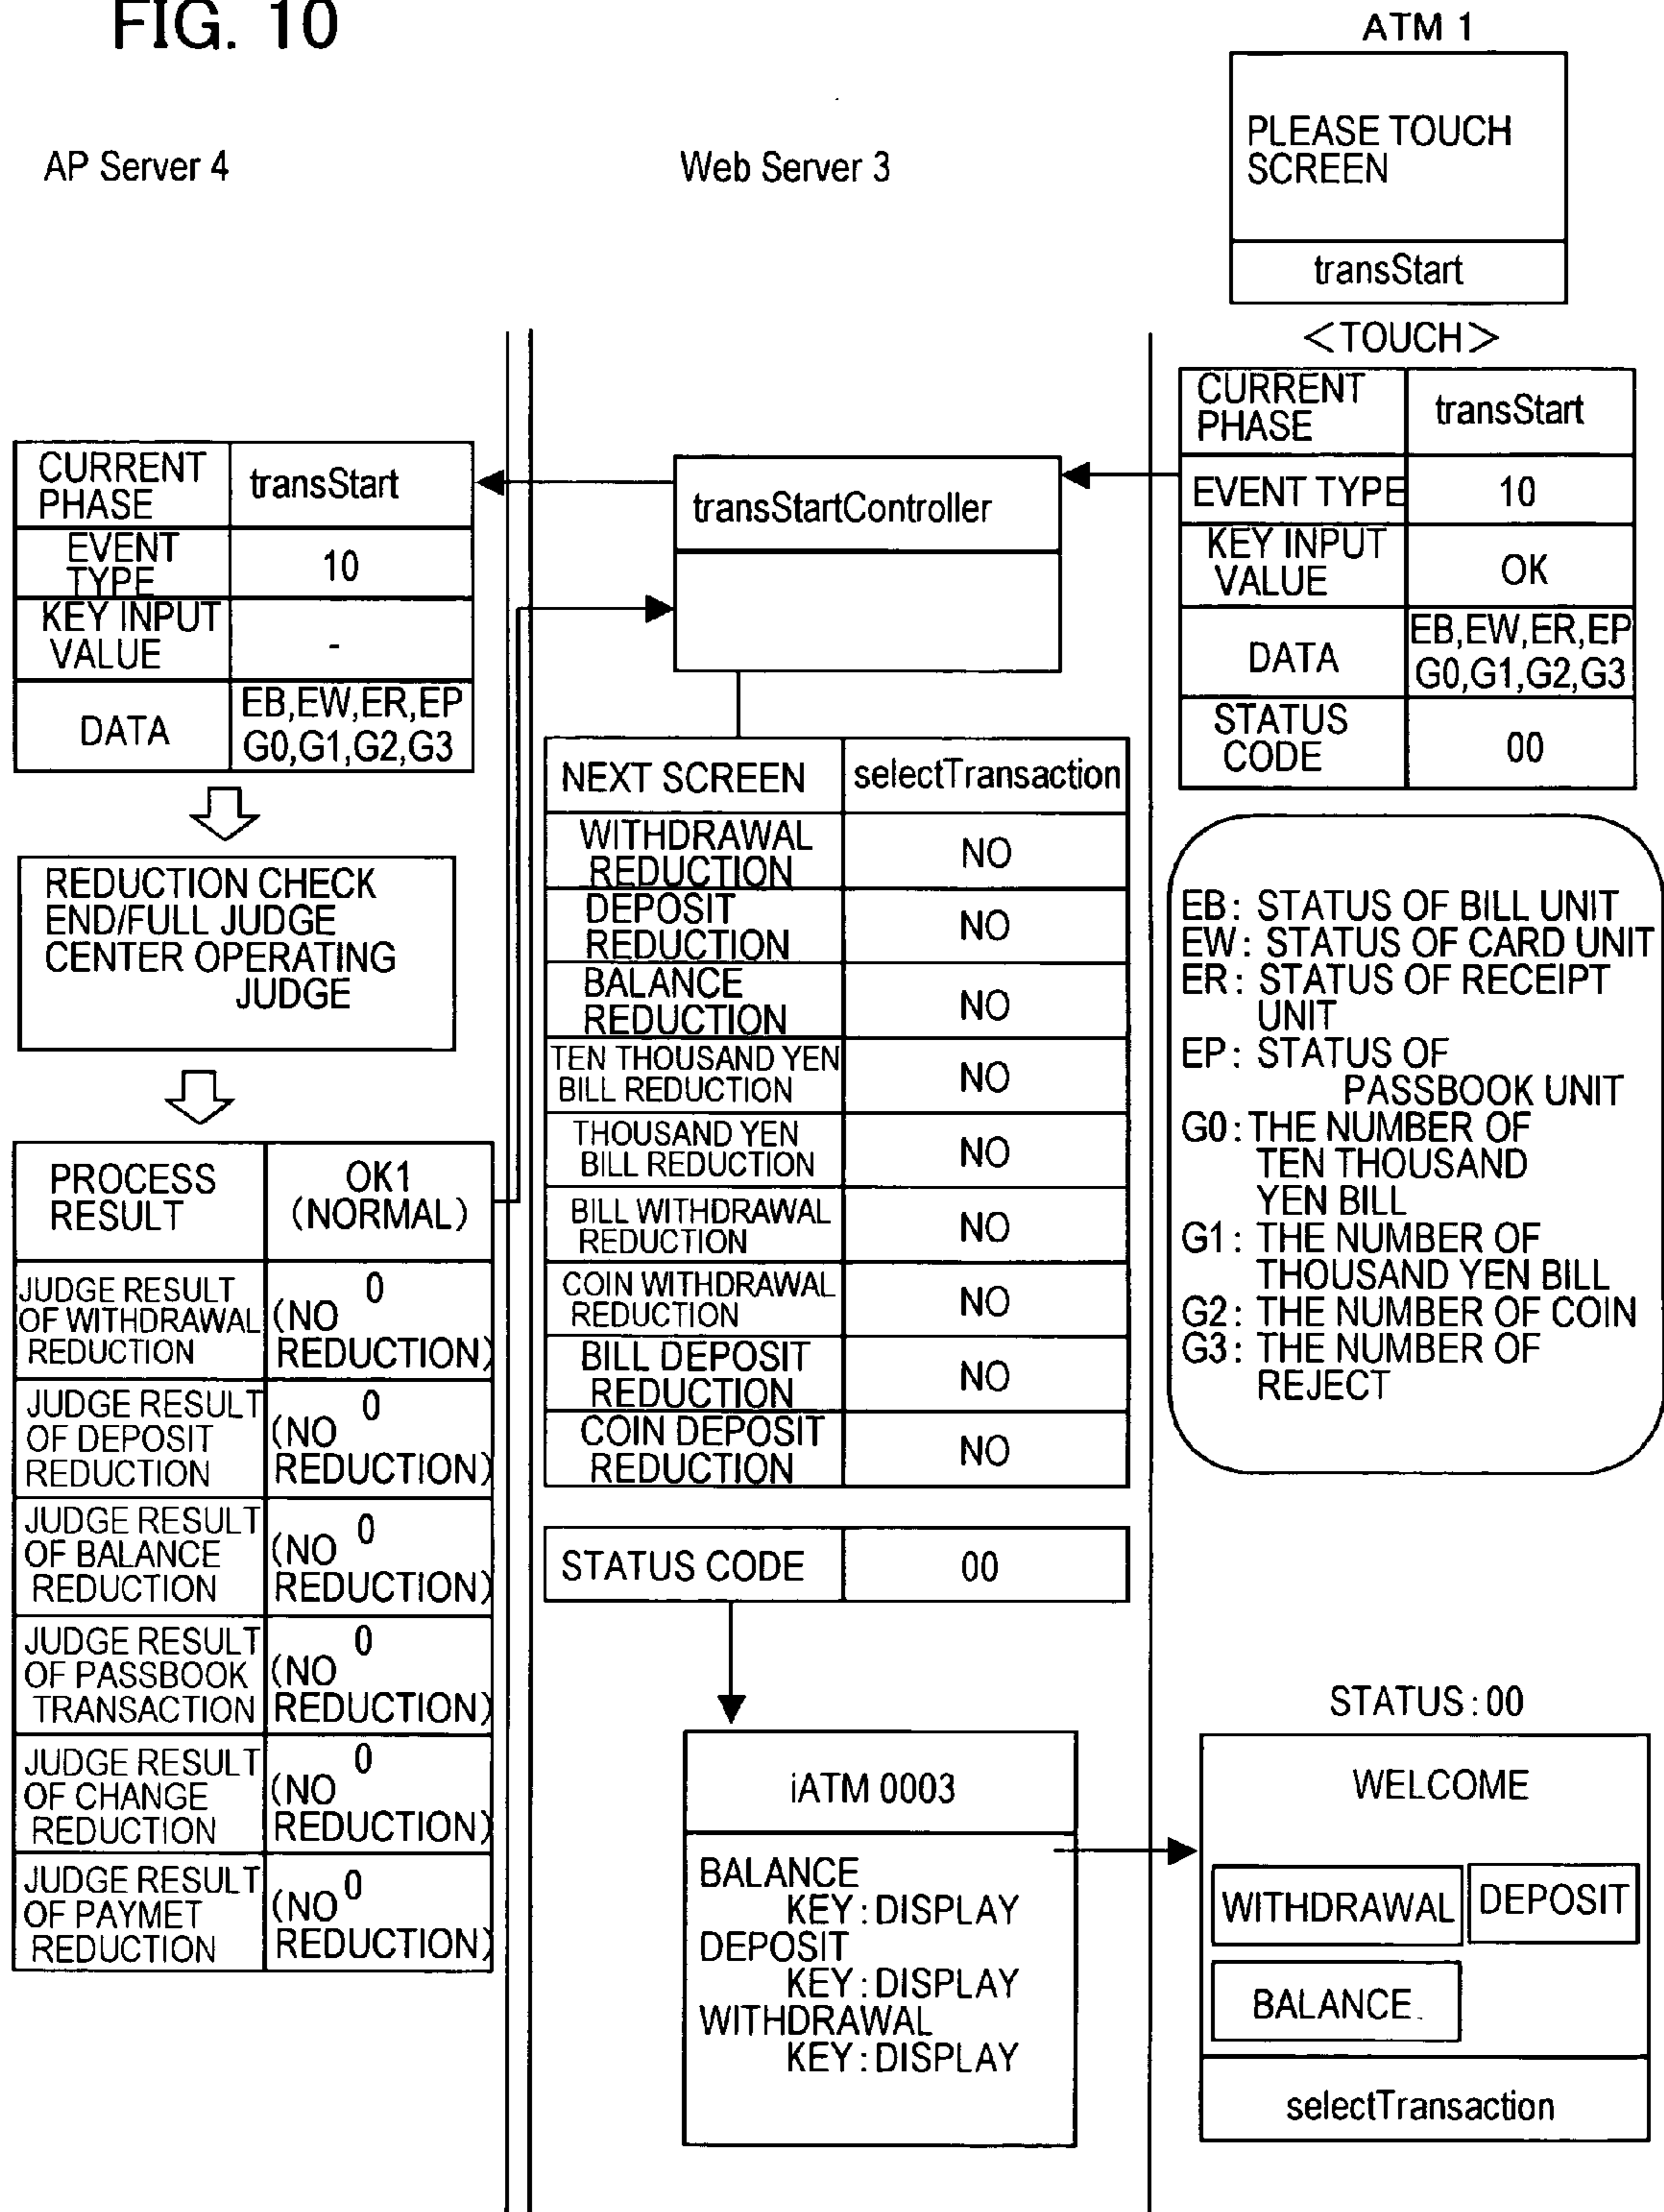 FIG. 10
ATM 1
PLEASE TOUCH
SCREEN
transStart
AP Server 4
Web Server 3
<TOUCH>
CURRENT
PHASE
transStart
EVENT TYPE
10
KEY INPUT
VALUE
OK
DATA
EB,EW,ER,EP
G0,G1,G2,G3
STATUS
CODE
00
CURRENT
PHASE
transStart
EVENT
TYPE
10
KEY INPUT
VALUE
-
DATA
EB,EW,ER,EP
G0,G1,G2,G3
transStartController
REDUCTION CHECK
END/FULL JUDGE
CENTER OPERATING
JUDGE
PROCESS
RESULT
OK1
(NORMAL)
JUDGE RESULT
OF WITHDRAWAL
REDUCTION
0
(NO
REDUCTION)
JUDGE RESULT
OF DEPOSIT
REDUCTION
0
(NO
REDUCTION)
JUDGE RESULT
OF BALANCE
REDUCTION
0
(NO
REDUCTION)
JUDGE RESULT
OF PASSBOOK
TRANSACTION
0
(NO
REDUCTION)
JUDGE RESULT
OF CHANGE
REDUCTION
0
(NO
REDUCTION)
JUDGE RESULT
OF PAYMET
REDUCTION
0
(NO
REDUCTION)
NEXT SCREEN
selectTransaction
WITHDRAWAL
REDUCTION
NO
DEPOSIT
REDUCTION
NO
BALANCE
REDUCTION
NO
TEN THOUSAND YEN
BILL REDUCTION
NO
THOUSAND YEN
BILL REDUCTION
NO
BILL WITHDRAWAL
REDUCTION
NO
COIN WITHDRAWAL
REDUCTION
NO
BILL DEPOSIT
REDUCTION
NO
COIN DEPOSIT
REDUCTION
NO
STATUS CODE
00
iATM 0003
BALANCE
KEY:DISPLAY
DEPOSIT
KEY:DISPLAY
WITHDRAWAL
KEY:DISPLAY
EB: STATUS OF BILL UNIT
EW: STATUS OF CARD UNIT
ER: STATUS OF RECEIPT
UNIT
EP: STATUS OF
PASSBOOK UNIT
G0:THE NUMBER OF
TEN THOUSAND
YEN BILL
G1: THE NUMBER OF
THOUSAND YEN BILL
G2: THE NUMBER OF COIN
G3: THE NUMBER OF
REJECT
STATUS:00
WELCOME
WITHDRAWAL
DEPOSIT
BALANCE
selectTransaction